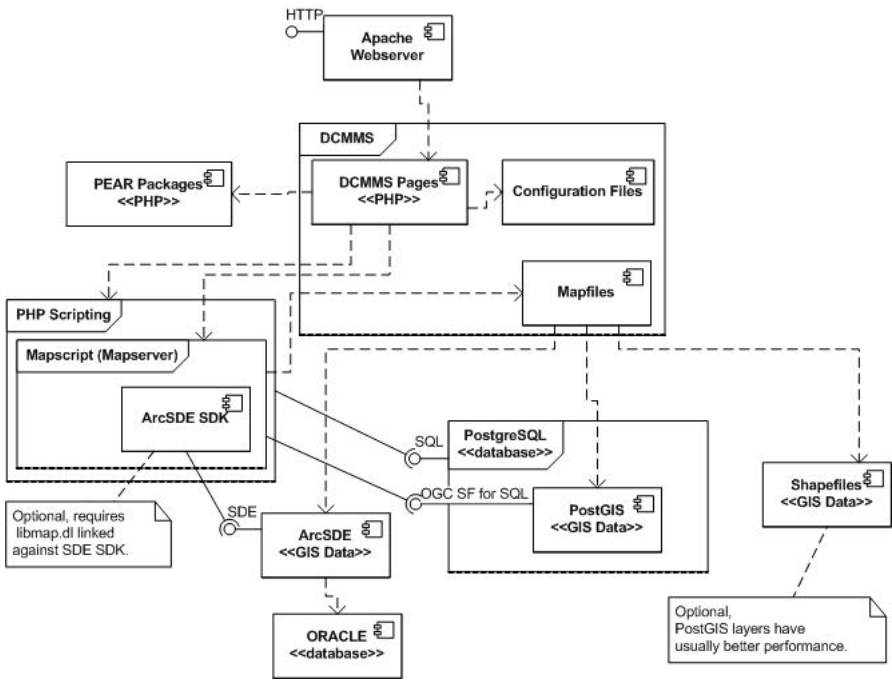 HTTP
Apache
Webserver
DCMMS
PEAR Packages
<<PHP>>
DCMMS Pages
<<PHP>>
Configuration Files
Mapfiles
PHP Scripting
Mapscript (Mapserver)
ArcSDE SDK
SQL
PostgreSQL
<<database>>
OGC SF for SQL
PostGIS
<<GIS Data>>
Shapefiles
<<GIS Data>>
Optional, requires
libmap.dl linked
against SDE SDK.
SDE
ArcSDE
<<GIS Data>>
ORACLE
<<database>>
Optional,
PostGIS layers have
usually better performance.